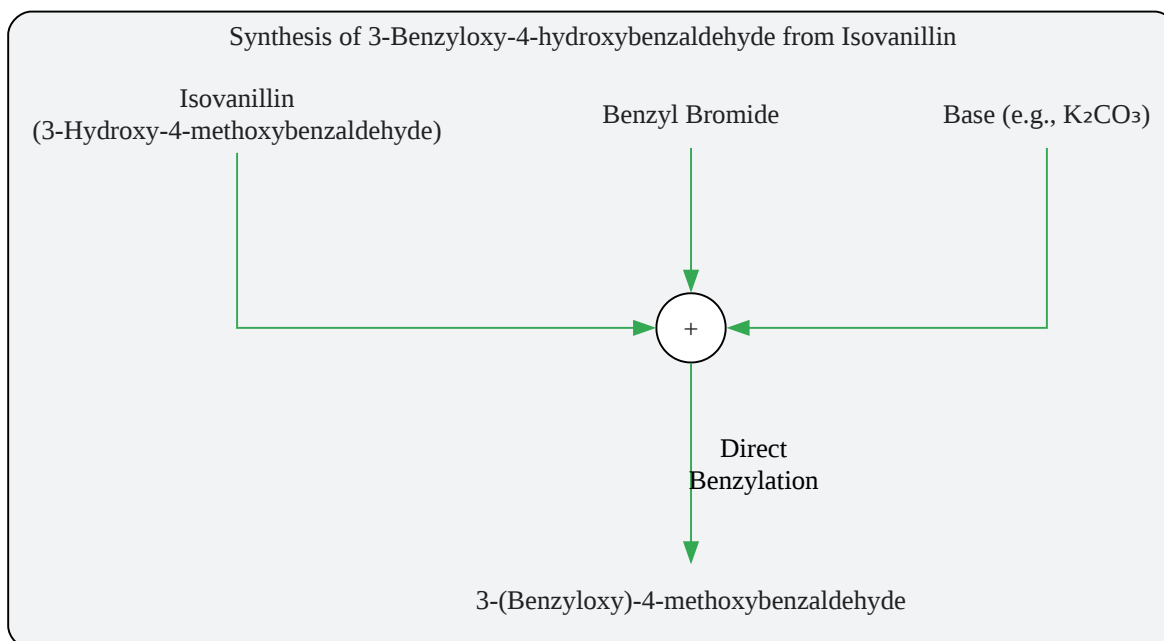 Synthesis of 3-Benzyloxy-4-hydroxybenzaldehyde from Isovanillin
Isovanillin
(3-Hydroxy-4-methoxybenzaldehyde)
Benzyl Bromide
Base (e.g., K₂CO₃)
+
Direct
Benzylation
3-(Benzyloxy)-4-methoxybenzaldehyde